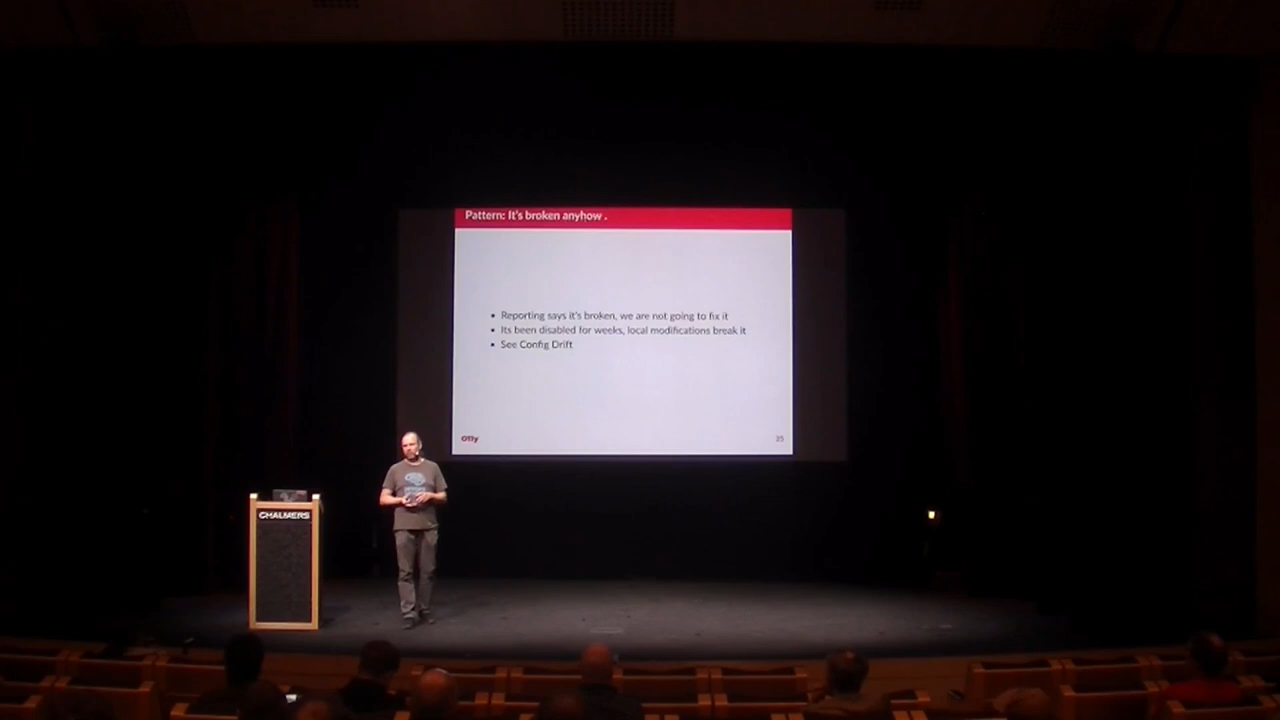 Pattern: It's broken anyhow .
• Reporting says it's broken, we are not going to fix it
• Its been disabled for weeks, local modifications break it
• See Config Drift
o11y
25
CHALMERS